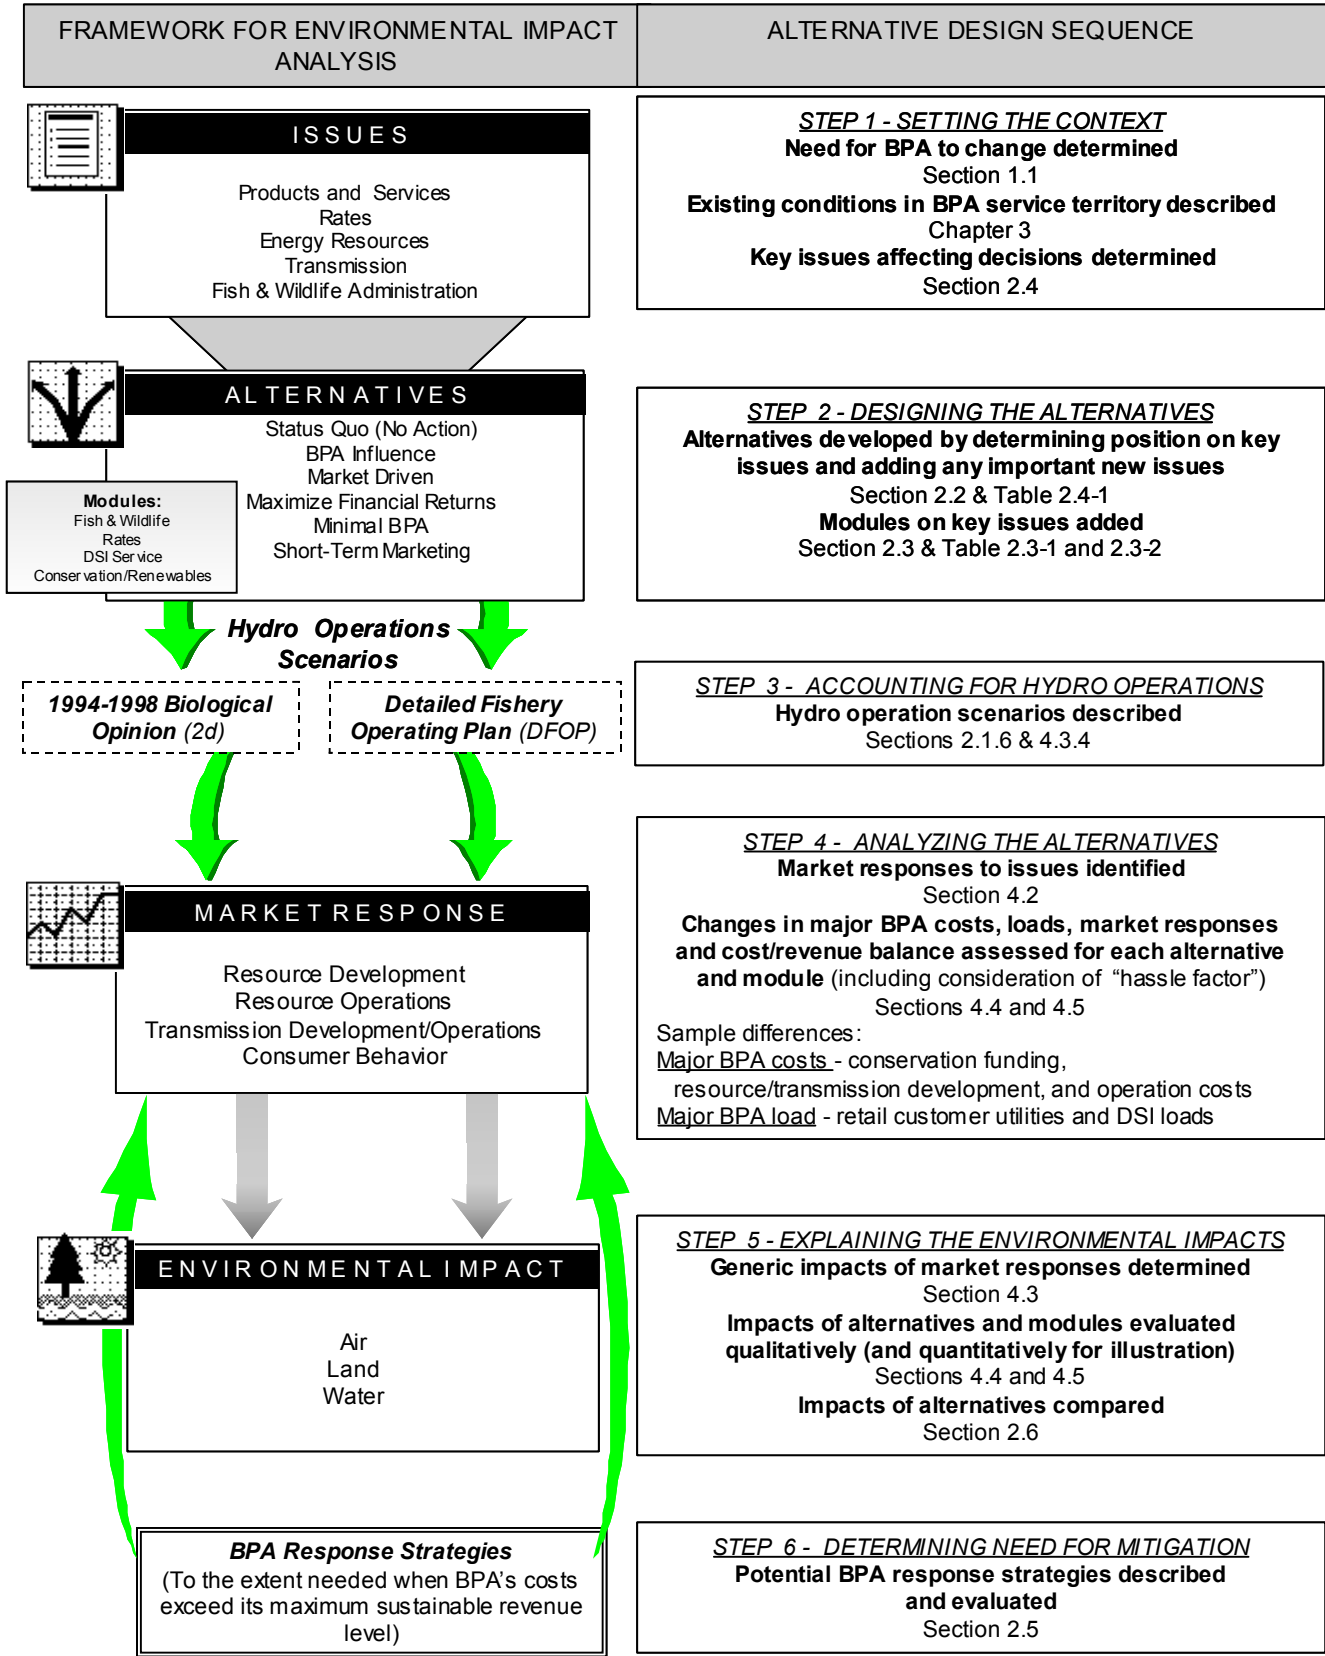 FRAMEWORK FOR ENVIRONMENTAL IMPACT
ANALYSIS
ALTERNATIVE DESIGN SEQUENCE
ISSUES
Products and Services
Rates
Energy Resources
Transmission
Fish & Wildlife Administration
STEP 1 - SETTING THE CONTEXT
Need for BPA to change determined
Section 1.1
Existing conditions in BPA service territory described
Chapter 3
Key issues affecting decisions determined
Section 2.4
ALTERNATIVES
Status Quo (No Action)
BPA Influence
Market Driven
Maximize Financial Returns
Minimal BPA
Short-Term Marketing
Modules:
Fish & Wildlife
Rates
DSI Service
Conservation/Renewables
STEP 2 - DESIGNING THE ALTERNATIVES
Alternatives developed by determining position on key
issues and adding any important new issues
Section 2.2 & Table 2.4-1
Modules on key issues added
Section 2.3 & Table 2.3-1 and 2.3-2
Hydro Operations
Scenarios
1994-1998 Biological
Opinion (2d)
Detailed Fishery
Operating Plan (DFOP)
STEP 3 - ACCOUNTING FOR HYDRO OPERATIONS
Hydro operation scenarios described
Sections 2.1.6 & 4.3.4
MARKET RESPONSE
Resource Development
Resource Operations
Transmission Development/Operations
Consumer Behavior
STEP 4 - ANALYZING THE ALTERNATIVES
Market responses to issues identified
Section 4.2
Changes in major BPA costs, loads, market responses
and cost/revenue balance assessed for each alternative
and module (including consideration of “hassle factor”)
Sections 4.4 and 4.5
Sample differences:
Major BPA costs - conservation funding,
resource/transmission development, and operation costs
Major BPA load - retail customer utilities and DSI loads
ENVIRONMENTAL IMPACT
Air
Land
Water
STEP 5 - EXPLAINING THE ENVIRONMENTAL IMPACTS
Generic impacts of market responses determined
Section 4.3
Impacts of alternatives and modules evaluated
qualitatively (and quantitatively for illustration)
Sections 4.4 and 4.5
Impacts of alternatives compared
Section 2.6
BPA Response Strategies
(To the extent needed when BPA’s costs
exceed its maximum sustainable revenue
level)
STEP 6 - DETERMINING NEED FOR MITIGATION
Potential BPA response strategies described
and evaluated
Section 2.5